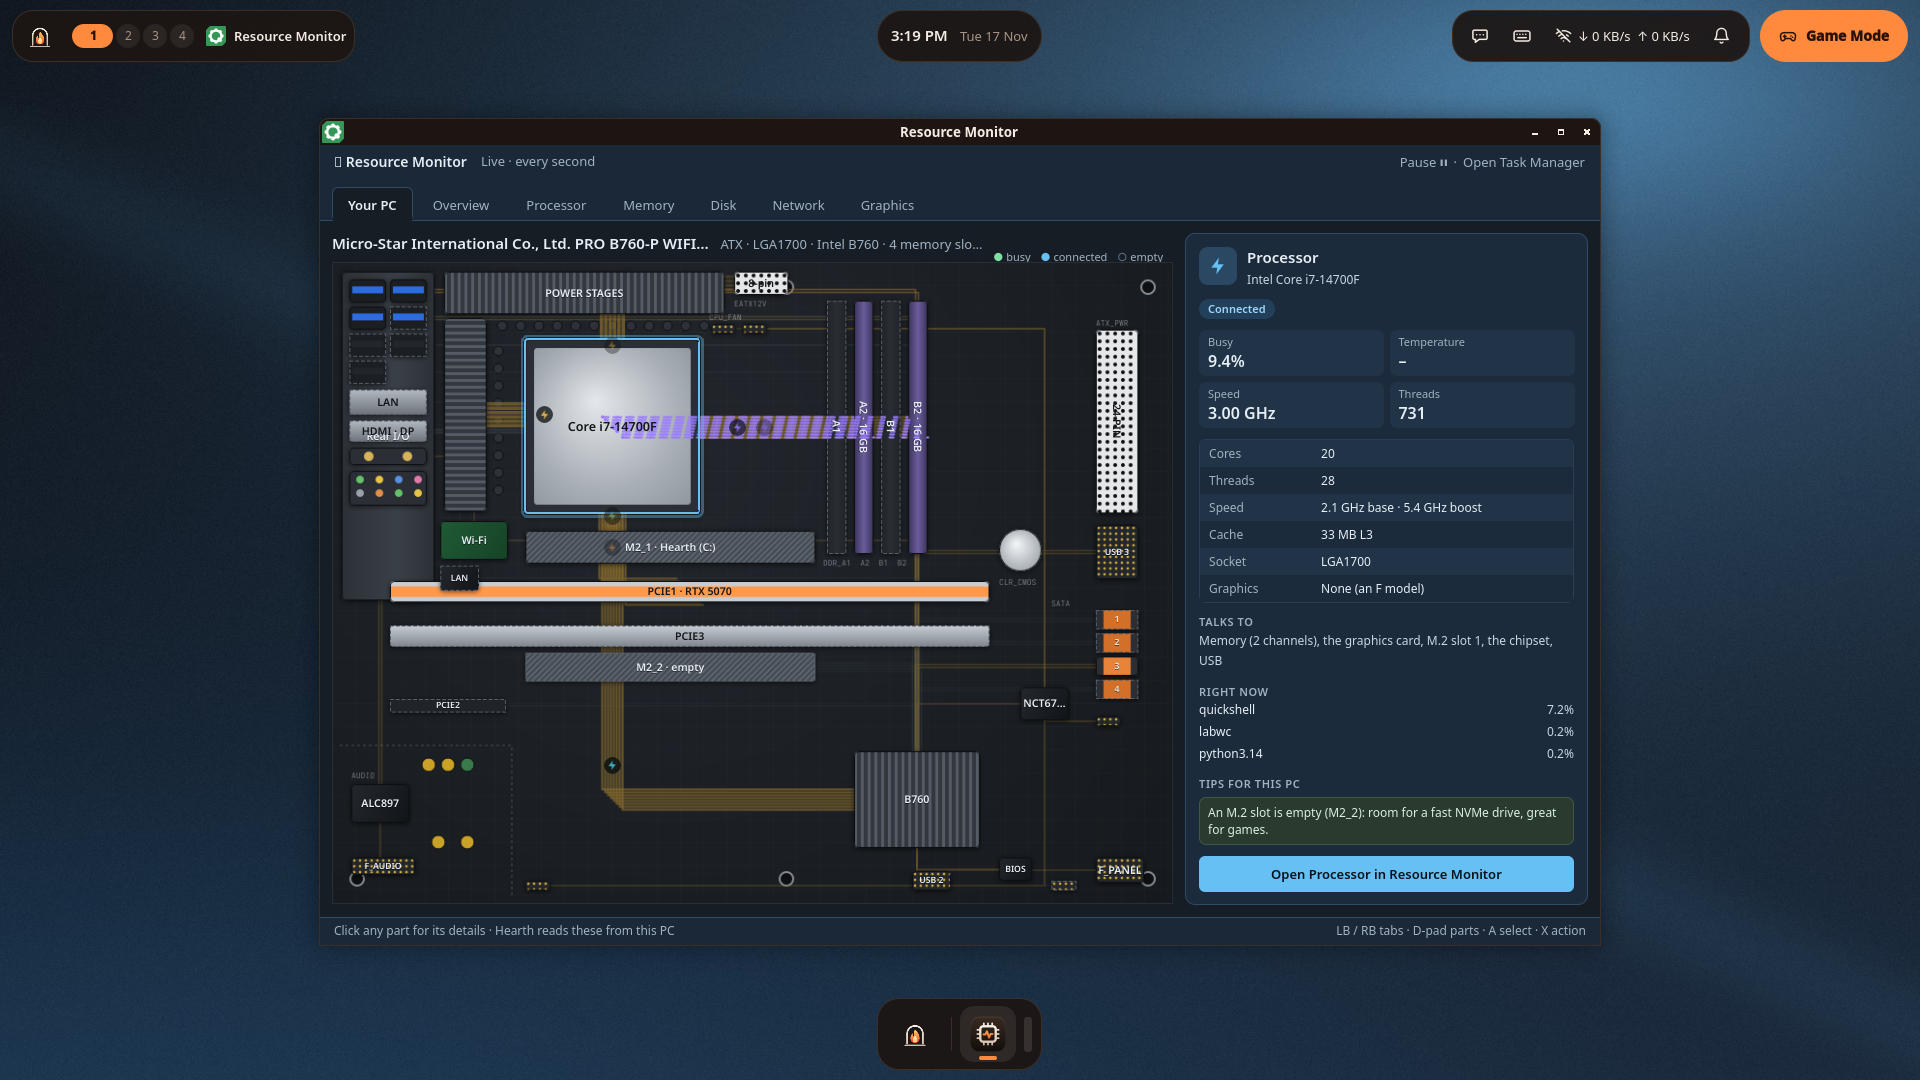 1 2 3 4 Resource Monitor
3:19 PM Tue 17 Nov
↓ 0 KB/s ↑ 0 KB/s
Game Mode
Resource Monitor
Resource Monitor Live · every second
Pause · Open Task Manager
Your PC Overview Processor Memory Disk Network Graphics
Micro-Star International Co., Ltd. PRO B760-P WIFI… ATX · LGA1700 · Intel B760 · 4 memory slo…
busy connected empty
POWER STAGES
8-pin
EATX12V
CPU_FAN
ATX_PWR
LAN
HDMI · DP
Rear I/O
Core i7-14700F
A1
A2 · 16 GB
B1
B2 · 16 GB
24-PIN
Wi-Fi
M2_1 · Hearth (C:)
DDR_A1 A2 B1 B2
USB 3
CLR_CMOS
LAN
PCIE1 · RTX 5070
SATA
1
2
3
4
PCIE3
M2_2 · empty
PCIE2
NCT67…
AUDIO
ALC897
B760
F-AUDIO
USB 2
BIOS
F_PANEL
Processor
Intel Core i7-14700F
Connected
Busy
9.4%
Temperature
–
Speed
3.00 GHz
Threads
731
Cores 20
Threads 28
Speed 2.1 GHz base · 5.4 GHz boost
Cache 33 MB L3
Socket LGA1700
Graphics None (an F model)
TALKS TO
Memory (2 channels), the graphics card, M.2 slot 1, the chipset,
USB
RIGHT NOW
quickshell 7.2%
labwc 0.2%
python3.14 0.2%
TIPS FOR THIS PC
An M.2 slot is empty (M2_2): room for a fast NVMe drive, great
for games.
Open Processor in Resource Monitor
Click any part for its details · Hearth reads these from this PC
LB / RB tabs · D-pad parts · A select · X action